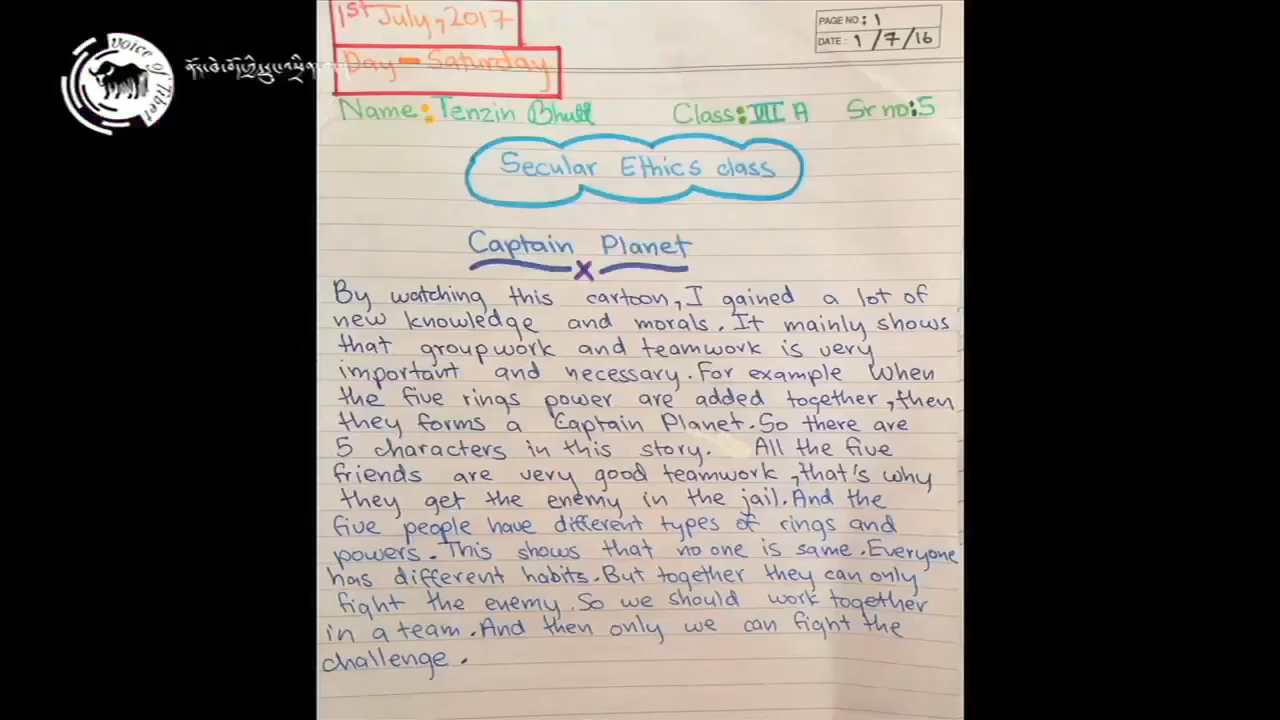 1st July, 2017
Day - Saturday
PAGE NO: 1
DATE: 1/7/16
Voice of Tibet
Name: Tenzin Class: VII A Sr no: 5
Secular Ethics class
Captain Planet
By watching this cartoon, I gained a lot of
new knowledge and morals. It mainly shows
that groupwork and teamwork is very
important and necessary. For example when
the five rings power are added together, then
they forms a Captain Planet. So there are
5 characters in this story. All the five
friends are very good teamwork, that's why
they get the enemy in the jail. And the
five people have different types of rings and
powers. This shows that no one is same. Everyone
has different habits. But together they can only
fight the enemy. So we should work together
in a team. And then only we can fight the
challenge.